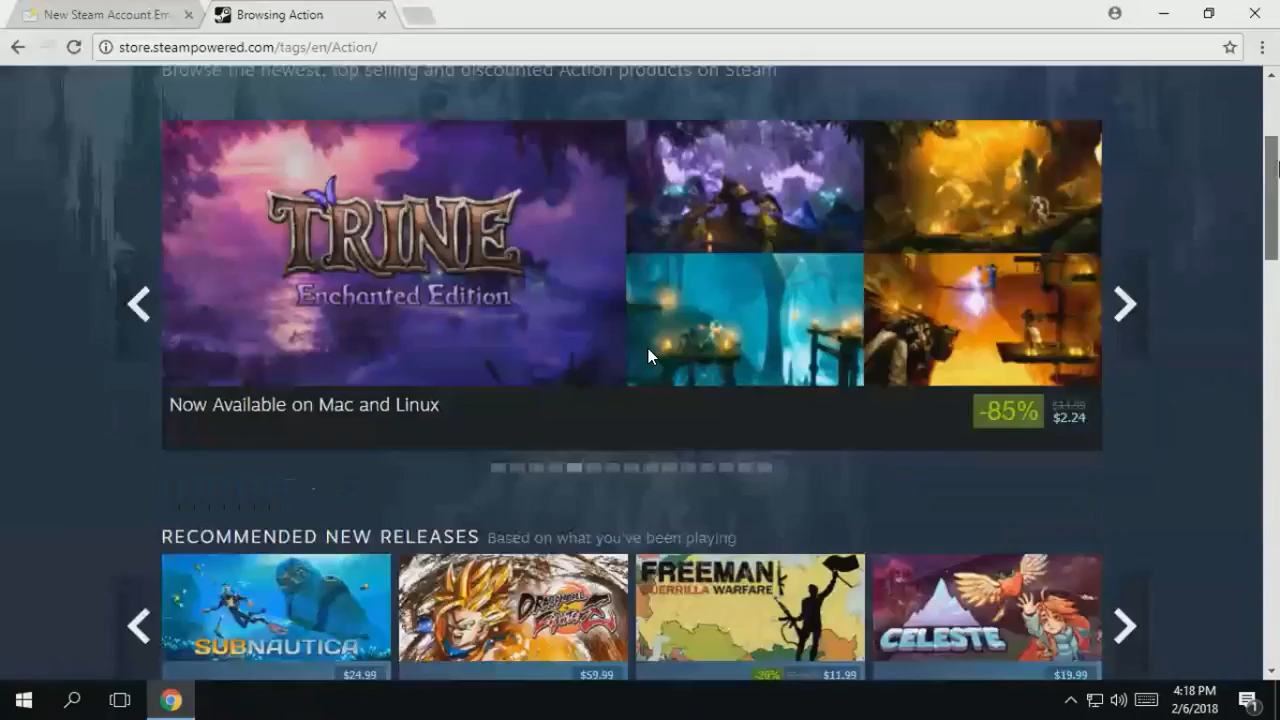 New Steam Account Em
Browsing Action
store.steampowered.com/tags/en/Action/
Browse the newest, top selling and discounted Action products on Steam
TRINE
Enchanted Edition
Now Available on Mac and Linux
-85%
$2.24
RECOMMENDED NEW RELEASES Based on what you've been playing
SUBNAUTICA
DRAGONBALL
FighterZ
FREEMAN
GUERRILLA WARFARE
CELESTE
$24.99
$59.99
$11.99
$19.99
4:18 PM
2/6/2018
1